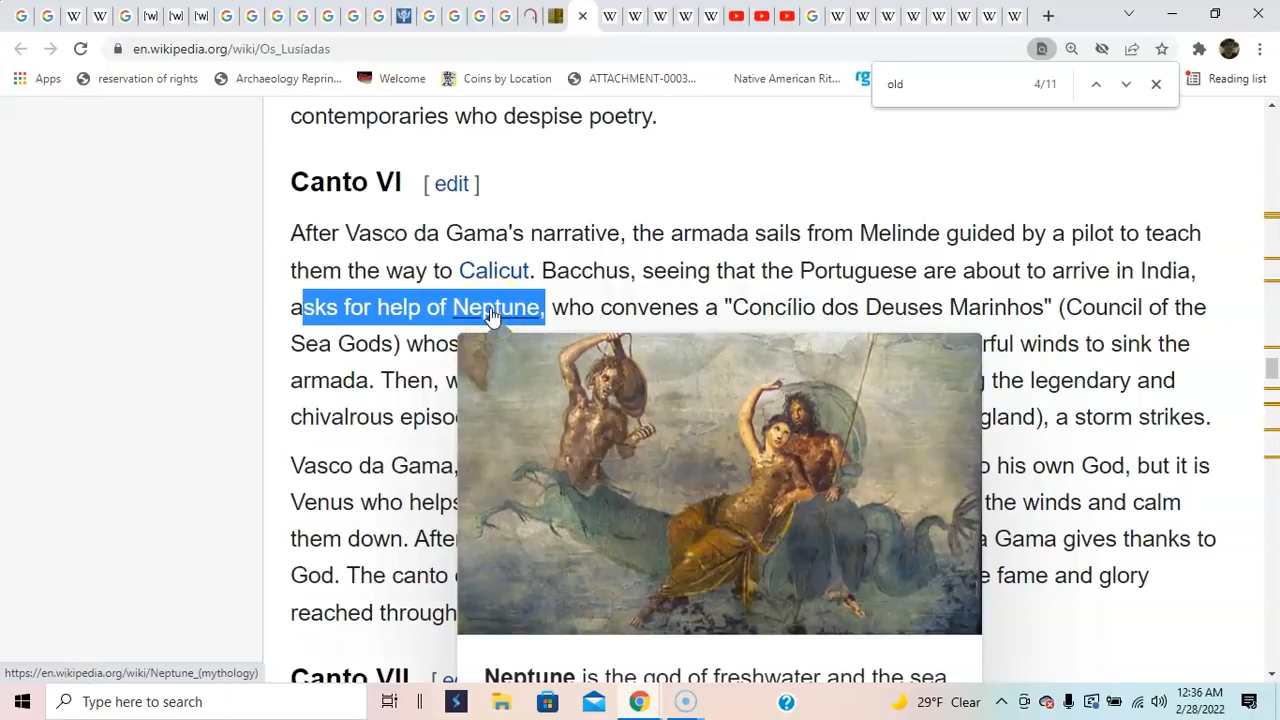 en.wikipedia.org/wiki/Os_Lusíadas
Apps reservation of rights Archaeology Reprin... Welcome Coins by Location ATTACHMENT-0003... Native American Rit... Reading list
old 4/11
contemporaries who despise poetry.
Canto VI [ edit ]
After Vasco da Gama's narrative, the armada sails from Melinde guided by a pilot to teach
them the way to Calicut. Bacchus, seeing that the Portuguese are about to arrive in India,
asks for help of Neptune, who convenes a "Concílio dos Deuses Marinhos" (Council of the
Sea Gods) whos rful winds to sink the
armada. Then, w g the legendary and
chivalrous episo gland), a storm strikes.
Vasco da Gama, o his own God, but it is
Venus who helps the winds and calm
them down. After a Gama gives thanks to
God. The canto e fame and glory
reached through
Canto VII [ e
Neptune is the god of freshwater and the sea
https://en.wikipedia.org/wiki/Neptune_(mythology)
Type here to search 29°F Clear 12:36 AM
2/28/2022